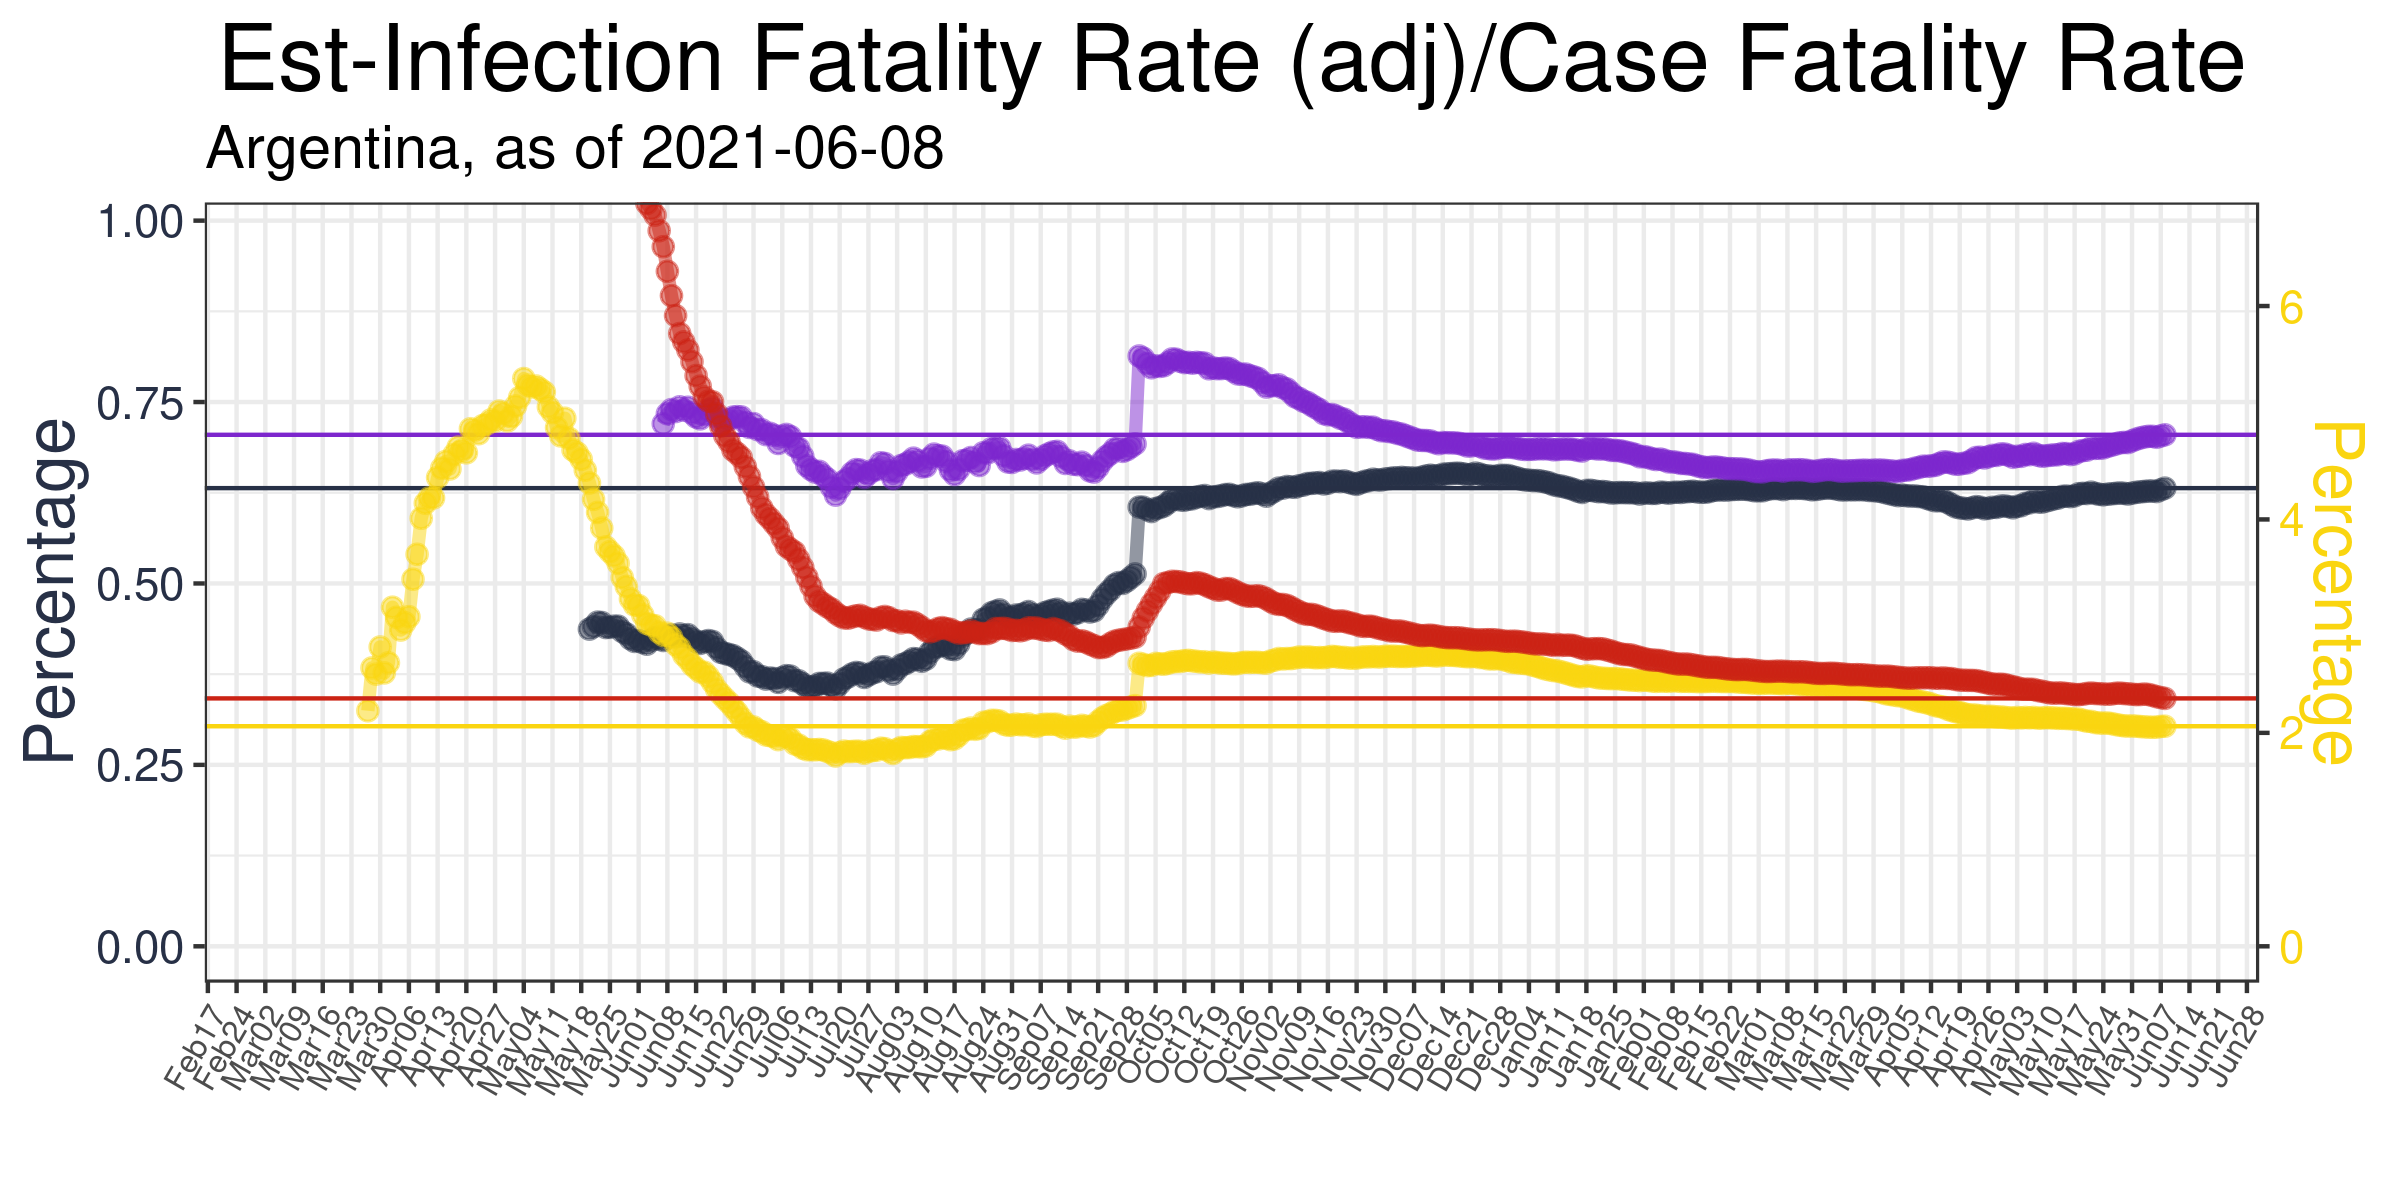 Est-Infection Fatality Rate (adj)/Case Fatality Rate
Argentina, as of 2021-06-08
Percentage
1.00
0.75
0.50
0.25
0.00
6
4
2
0
Percentage
Feb17
Feb24
Mar02
Mar09
Mar16
Mar23
Mar30
Apr06
Apr13
Apr20
Apr27
May04
May11
May18
May25
Jun01
Jun08
Jun15
Jun22
Jun29
Jul06
Jul13
Jul20
Jul27
Aug03
Aug10
Aug17
Aug24
Aug31
Sep07
Sep14
Sep21
Sep28
Oct05
Oct12
Oct19
Oct26
Nov02
Nov09
Nov16
Nov23
Nov30
Dec07
Dec14
Dec21
Dec28
Jan04
Jan11
Jan18
Jan25
Feb01
Feb08
Feb15
Feb22
Mar01
Mar08
Mar15
Mar22
Mar29
Apr05
Apr12
Apr19
Apr26
May03
May10
May17
May24
May31
Jun07
Jun14
Jun21
Jun28